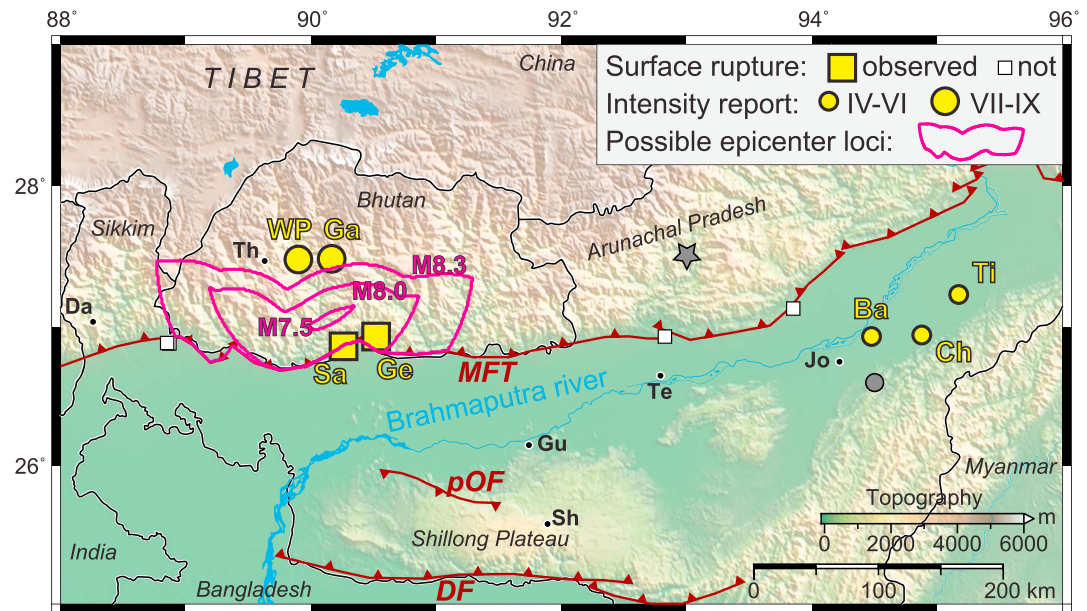 88 90° 92 94 96°
TIBET
China
Surface rupture: observed not
Intensity report: IV-VI VII-IX
Possible epicenter loci:
28°
Bhutan
Sikkim
Arunachal Pradesh
WP Ga
Th
M8.3
M8.0
M7.5
Da
Ti
Ba
Ch
Sa
Ge
MFT
Jo
Te
Brahmaputra river
Gu
26°
pOF
Myanmar
Topography
m
0 2000 4000 6000
Sh
Shillong Plateau
India
Bangladesh
DF
0 100 200 km